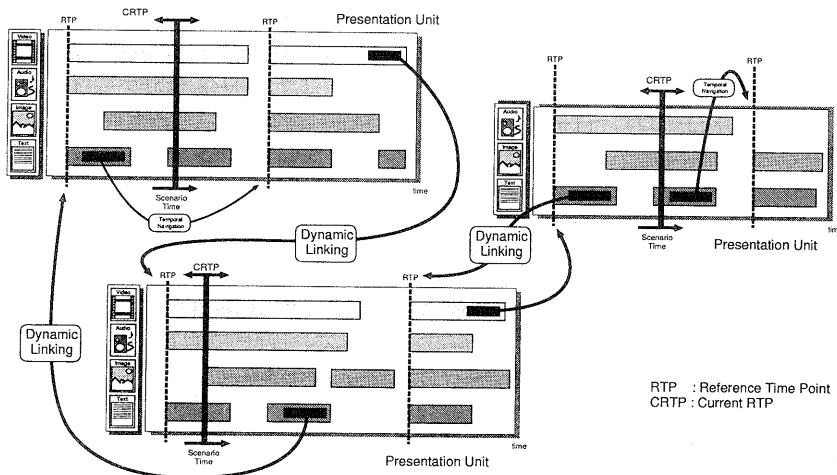 CRTP
RTP
RTP
Presentation Unit
Video
Audio
Image
Text
time
Scenario
Time
Temporal
Navigation
RTP
RTP
CRTP
Temporal
Navigation
Audio
Image
Text
time
Scenario
Time
Presentation Unit
Dynamic
Linking
Dynamic
Linking
Dynamic
Linking
RTP
CRTP
RTP
Video
Audio
Image
Text
time
Scenario
Time
Presentation Unit
RTP : Reference Time Point
CRTP : Current RTP